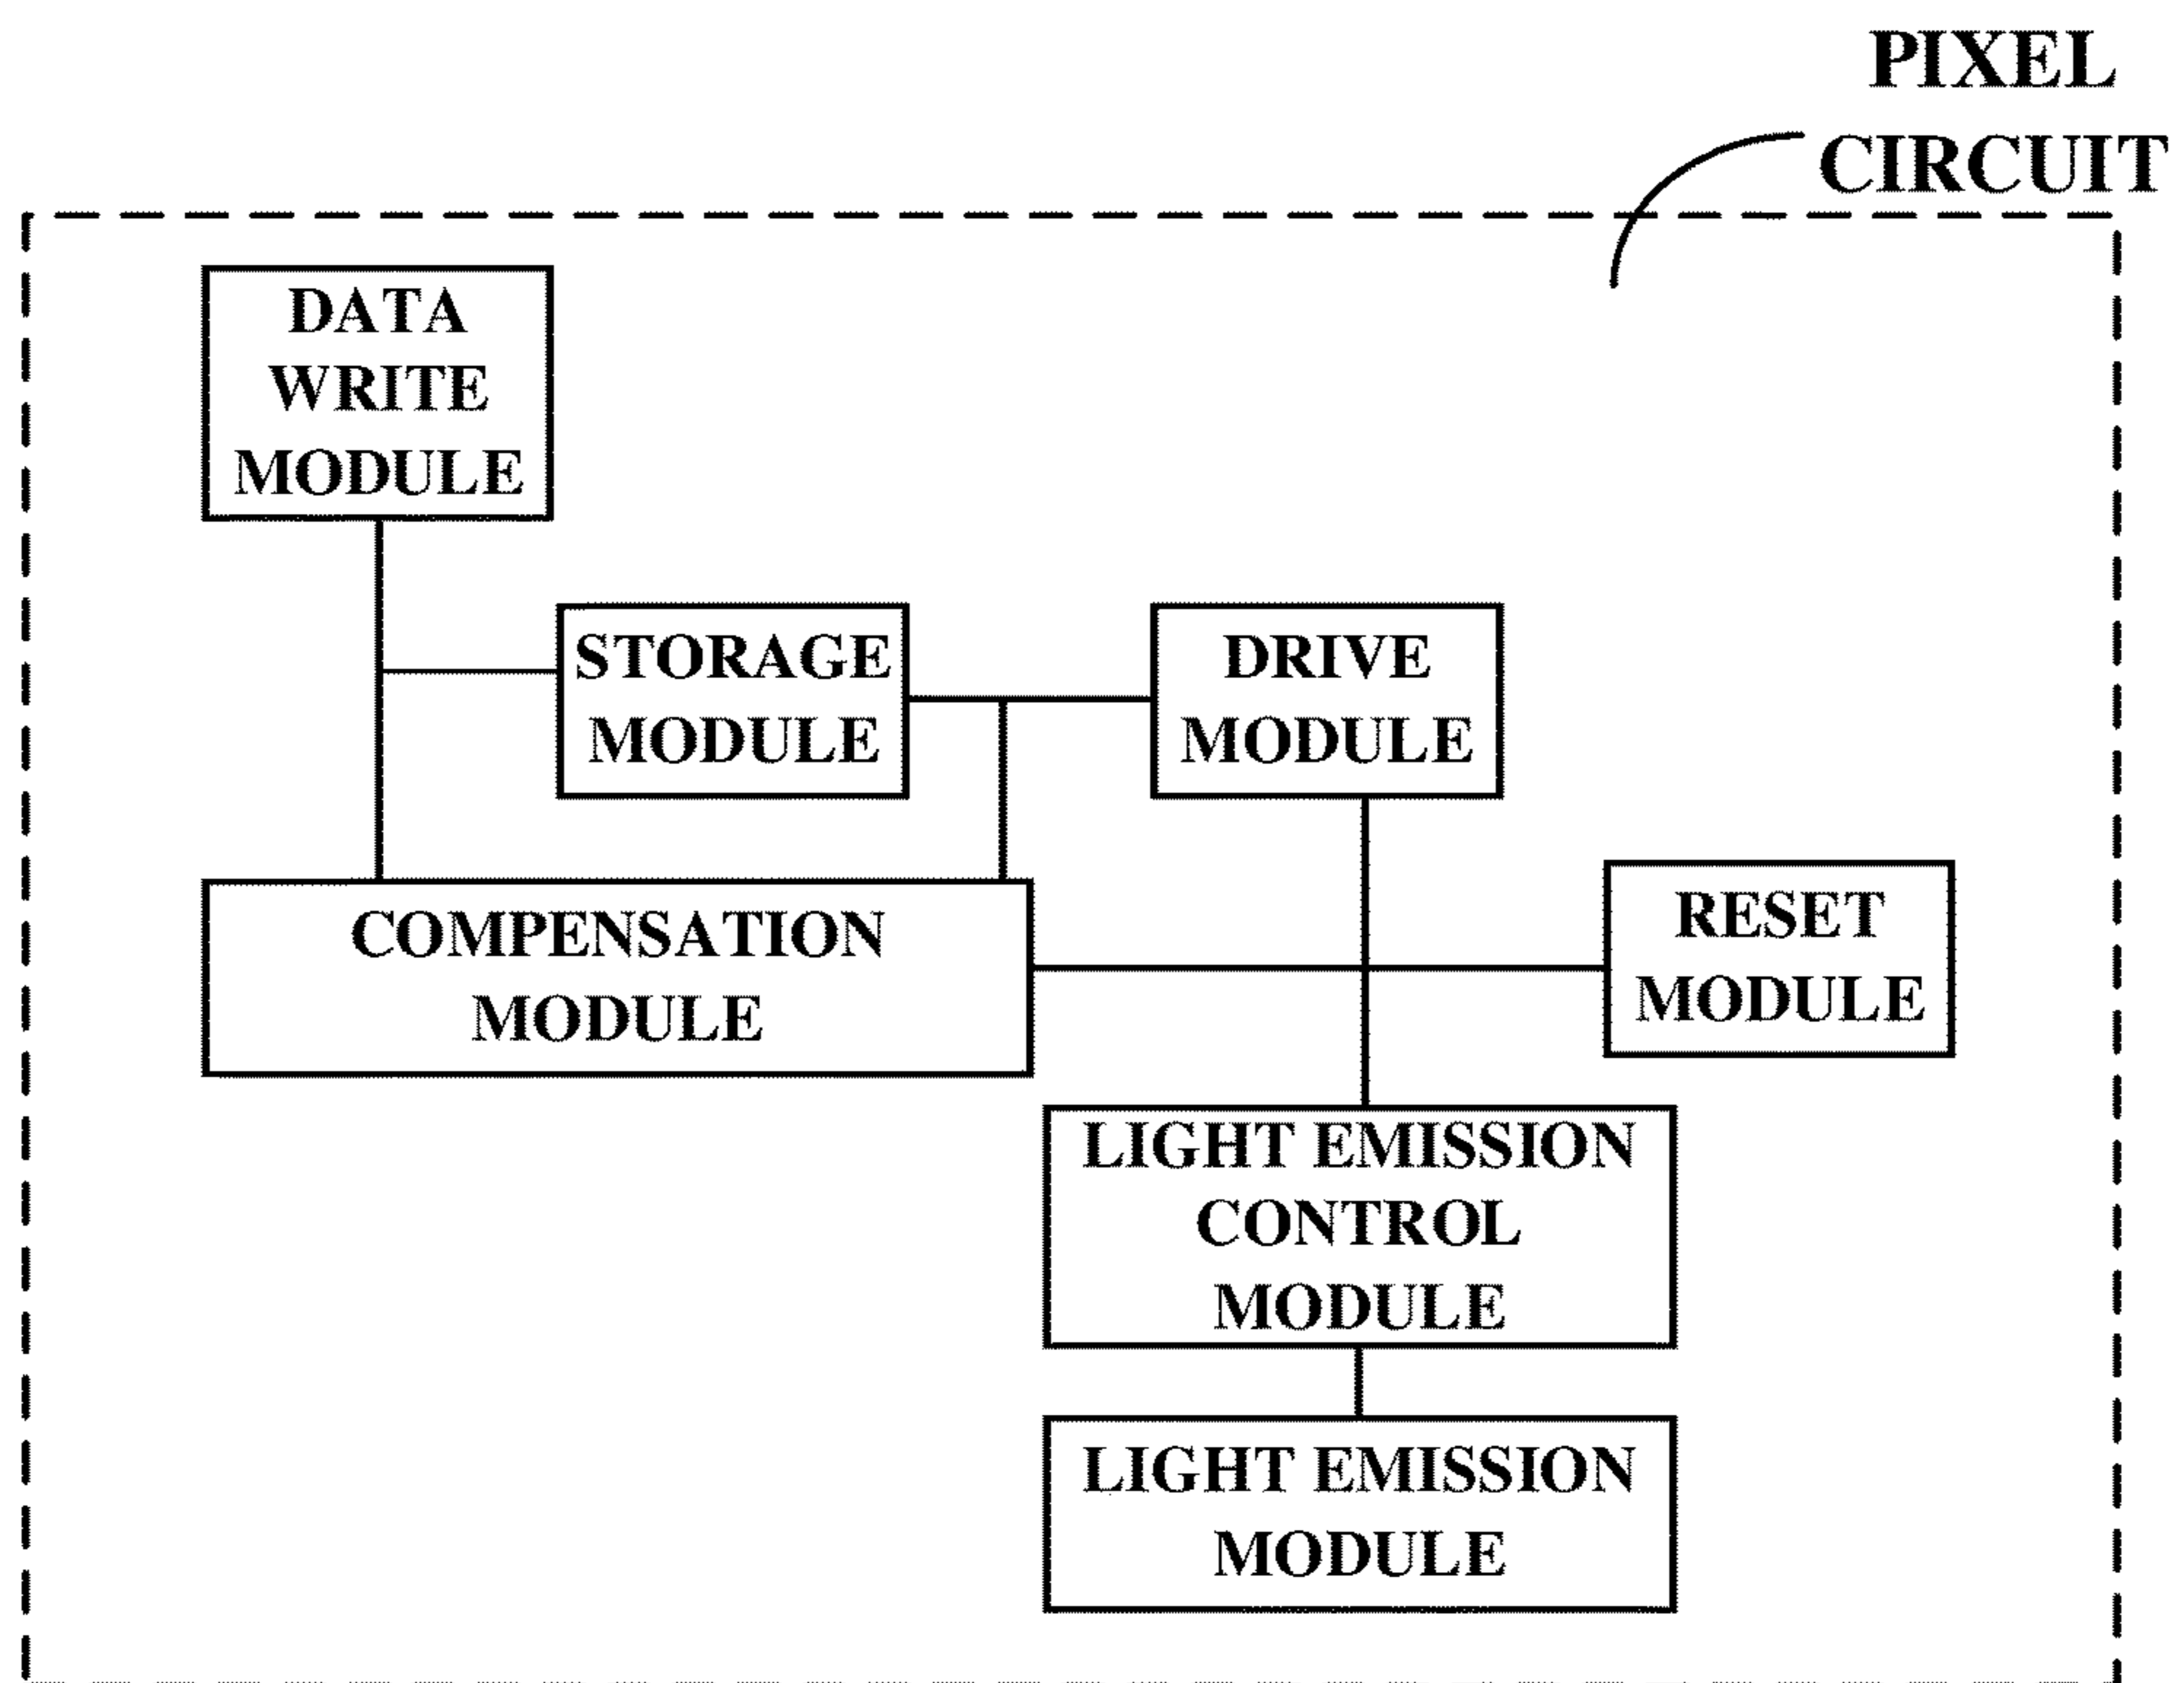 PIXEL
CIRCUIT
DATA
WRITE
MODULE
STORAGE
MODULE
DRIVE
MODULE
COMPENSATION
MODULE
RESET
MODULE
LIGHT EMISSION
CONTROL
MODULE
LIGHT EMISSION
MODULE